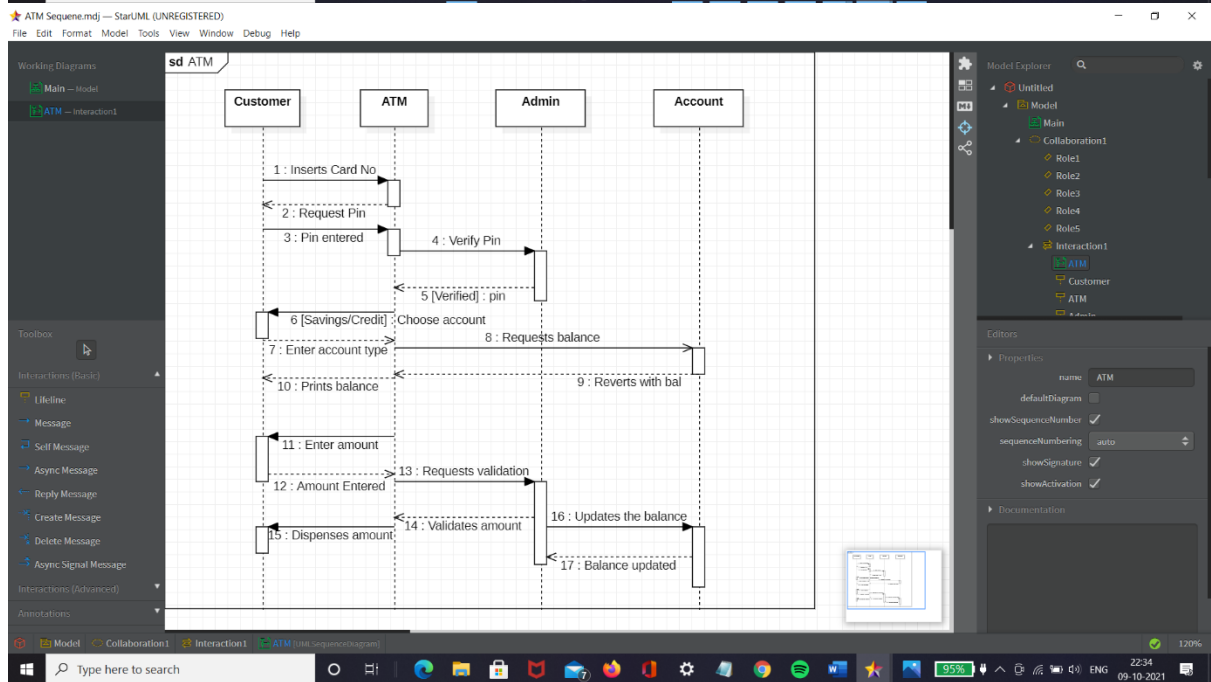 ATM Sequene.mdj — StarUML (UNREGISTERED)
File Edit Format Model Tools View Window Debug Help
Working Diagrams
Main — Model
ATM — Interaction1
Toolbox
Interactions (Basic)
Lifeline
Message
Self Message
Async Message
Reply Message
Create Message
Delete Message
Async Signal Message
Interactions (Advanced)
Annotations
sd ATM
Customer ATM Admin Account
1 : Inserts Card No
2 : Request Pin
3 : Pin entered
4 : Verify Pin
5 [Verified] : pin
6 [Savings/Credit] : Choose account
7 : Enter account type
8 : Requests balance
9 : Reverts with bal
10 : Prints balance
11 : Enter amount
12 : Amount Entered
13 : Requests validation
14 : Validates amount
15 : Dispenses amount
16 : Updates the balance
17 : Balance updated
Model Explorer
Untitled
Model
Main
Collaboration1
Role1
Role2
Role3
Role4
Role5
Interaction1
ATM
Customer
ATM
Admin
Editors
Properties
name ATM
defaultDiagram
showSequenceNumber
sequenceNumbering auto
showSignature
showActivation
Documentation
Model Collaboration1 Interaction1 ATM (UMLSequenceDiagram)
120%
Type here to search
7
95%
ENG
22:34
09-10-2021